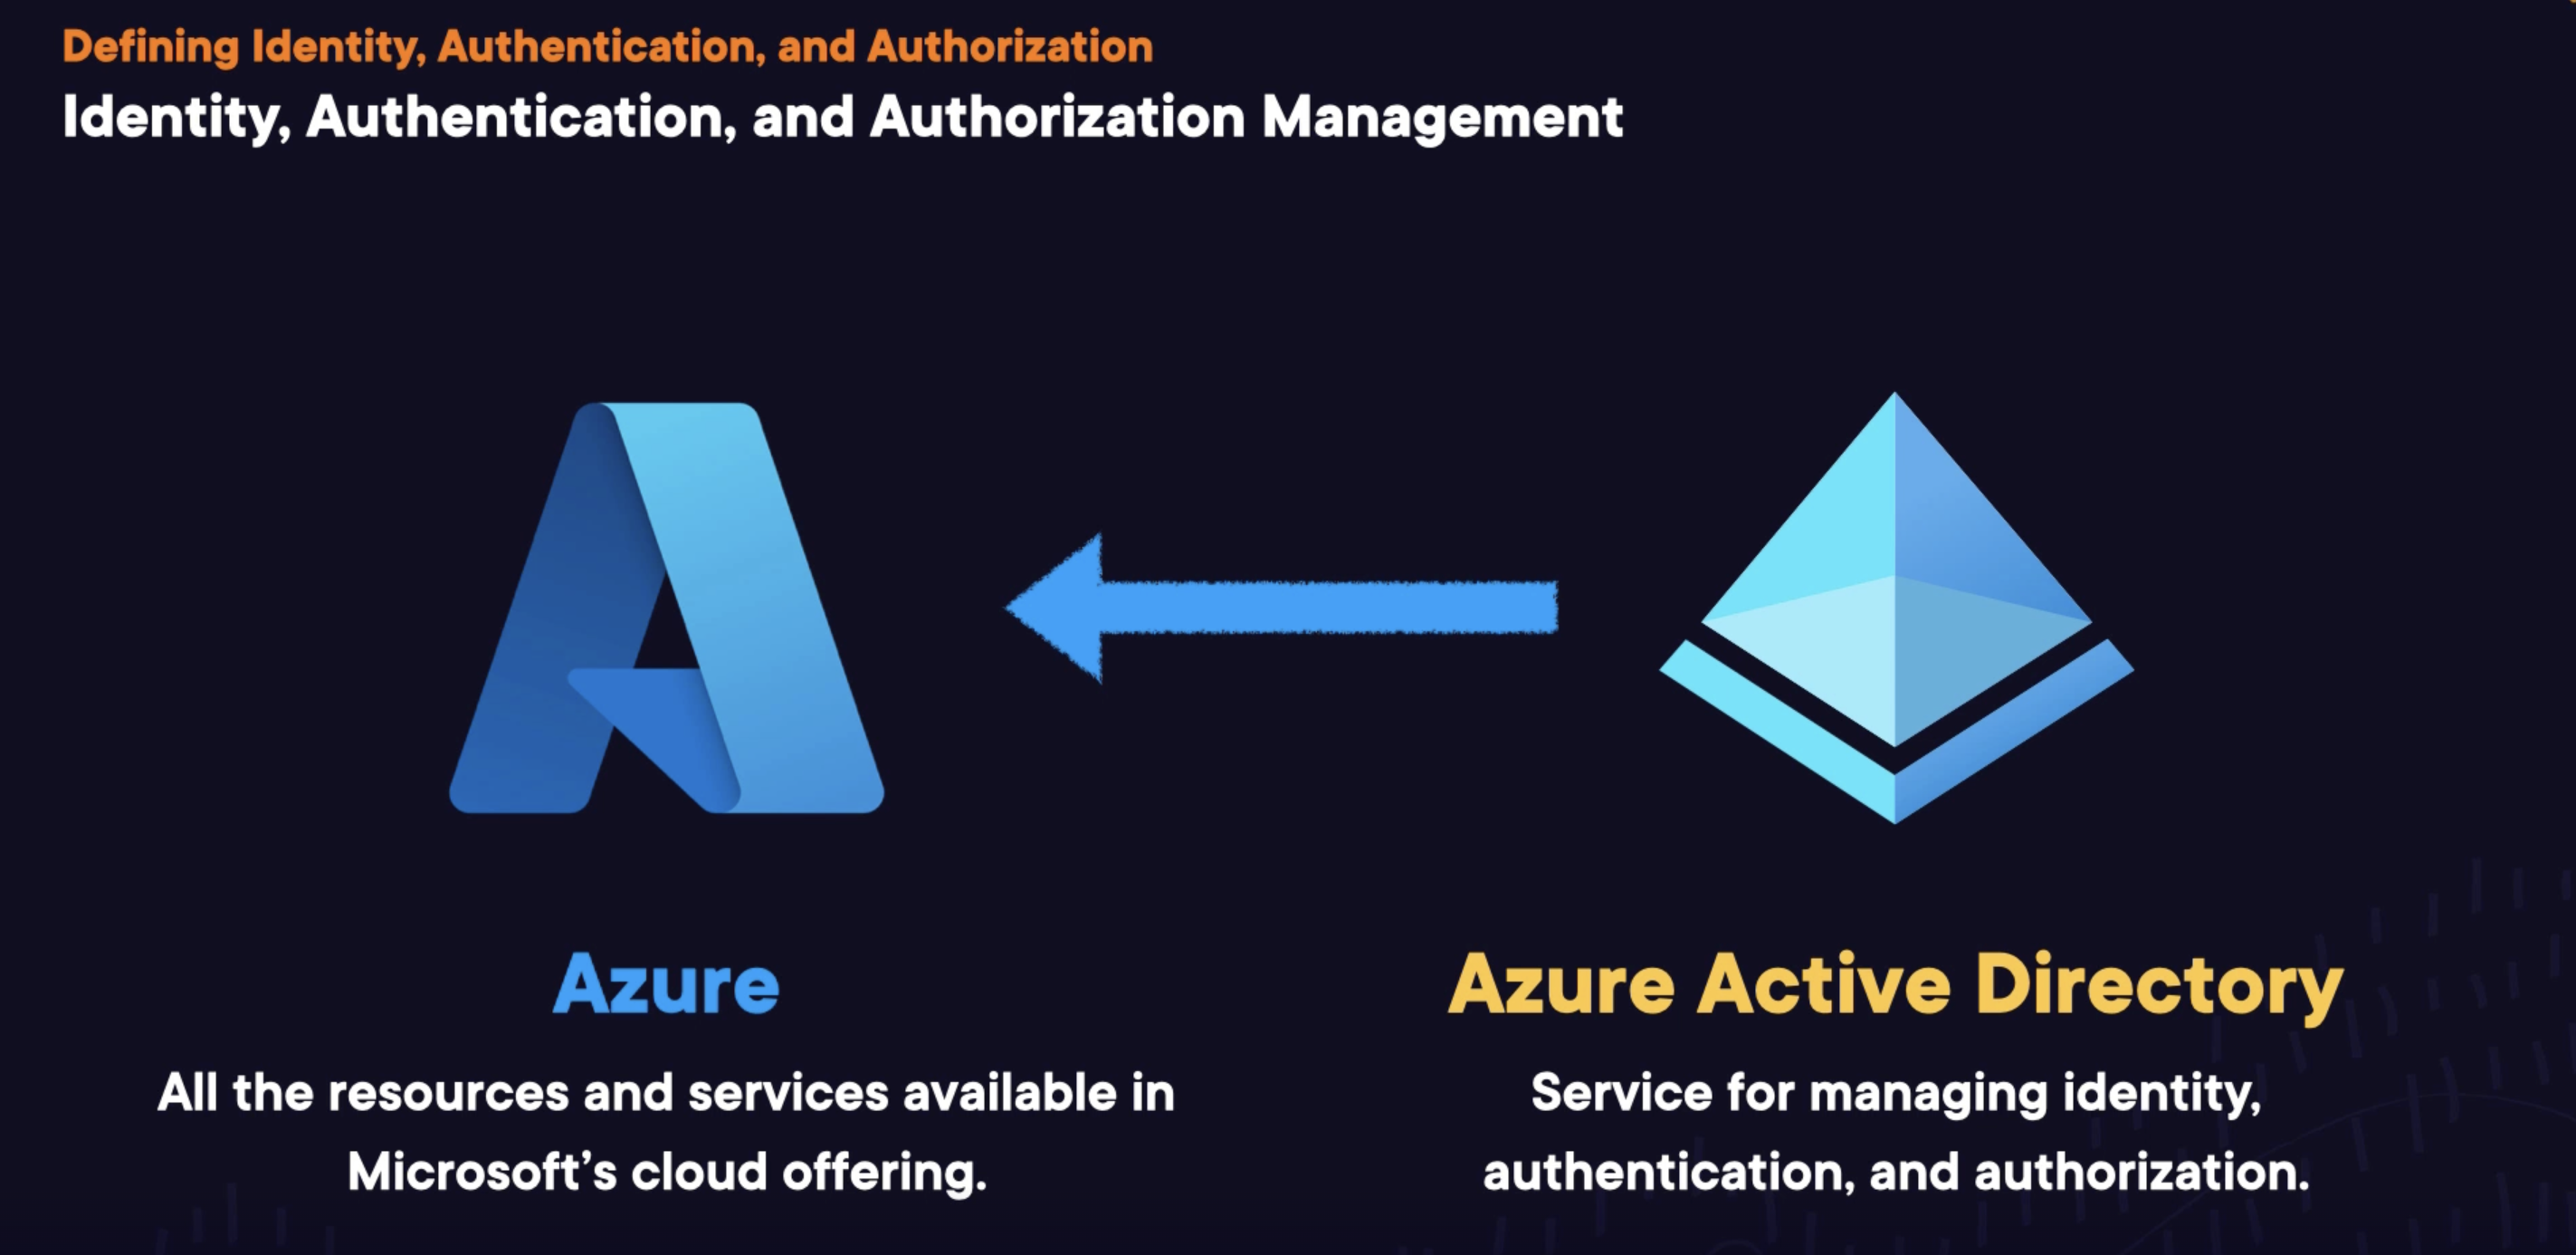 Defining Identity, Authentication, and Authorization
Identity, Authentication, and Authorization Management
Azure
All the resources and services available in
Microsoft’s cloud offering.
Azure Active Directory
Service for managing identity,
authentication, and authorization.